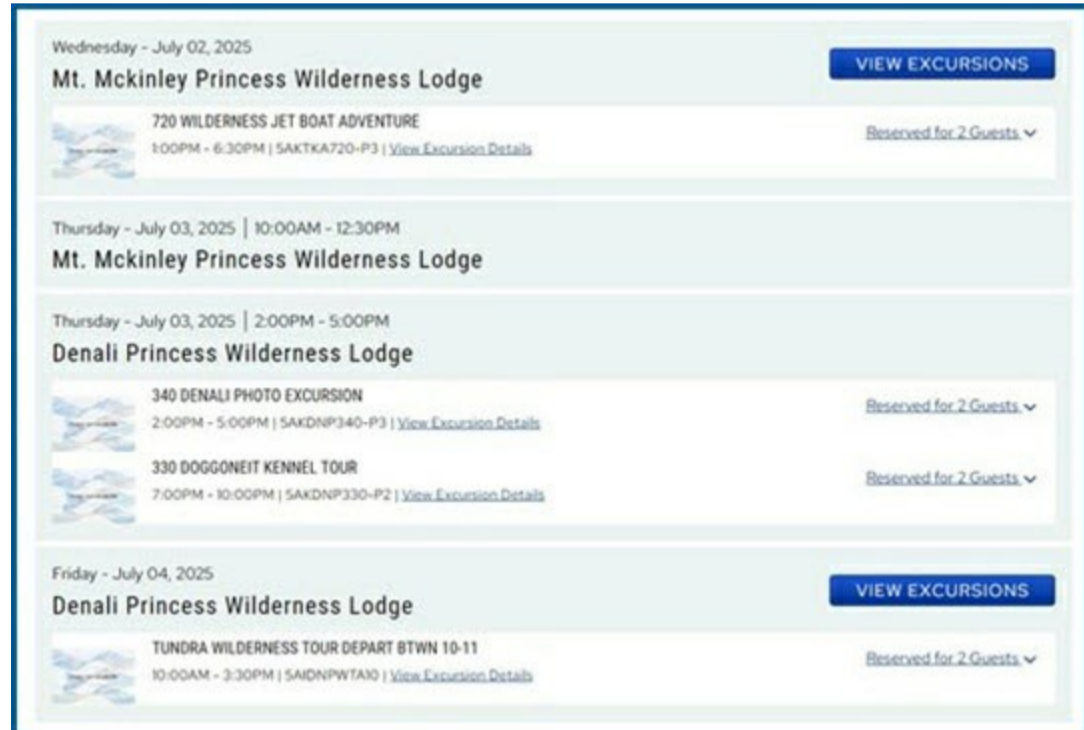 Wednesday - July 02, 2025
VIEW EXCURSIONS
Mt. Mckinley Princess Wilderness Lodge
720 WILDERNESS JET BOAT ADVENTURE
Reserved for 2 Guests
1:00PM - 6:30PM | SAKTKA720-P3 | View Excursion Details
Thursday - July 03, 2025 | 10:00AM - 12:30PM
Mt. Mckinley Princess Wilderness Lodge
Thursday - July 03, 2025 | 2:00PM - 5:00PM
Denali Princess Wilderness Lodge
340 DENALI PHOTO EXCURSION
Reserved for 2 Guests
2:00PM - 5:00PM | SAKDNP340-P3 | View Excursion Details
330 DOGGONEIT KENNEL TOUR
Reserved for 2 Guests
7:00PM - 10:00PM | SAKDNP330-P2 | View Excursion Details
Friday - July 04, 2025
VIEW EXCURSIONS
Denali Princess Wilderness Lodge
TUNDRA WILDERNESS TOUR DEPART BTWN 10-11
Reserved for 2 Guests
10:00AM - 3:30PM | SAIDNPWTA10 | View Excursion Details